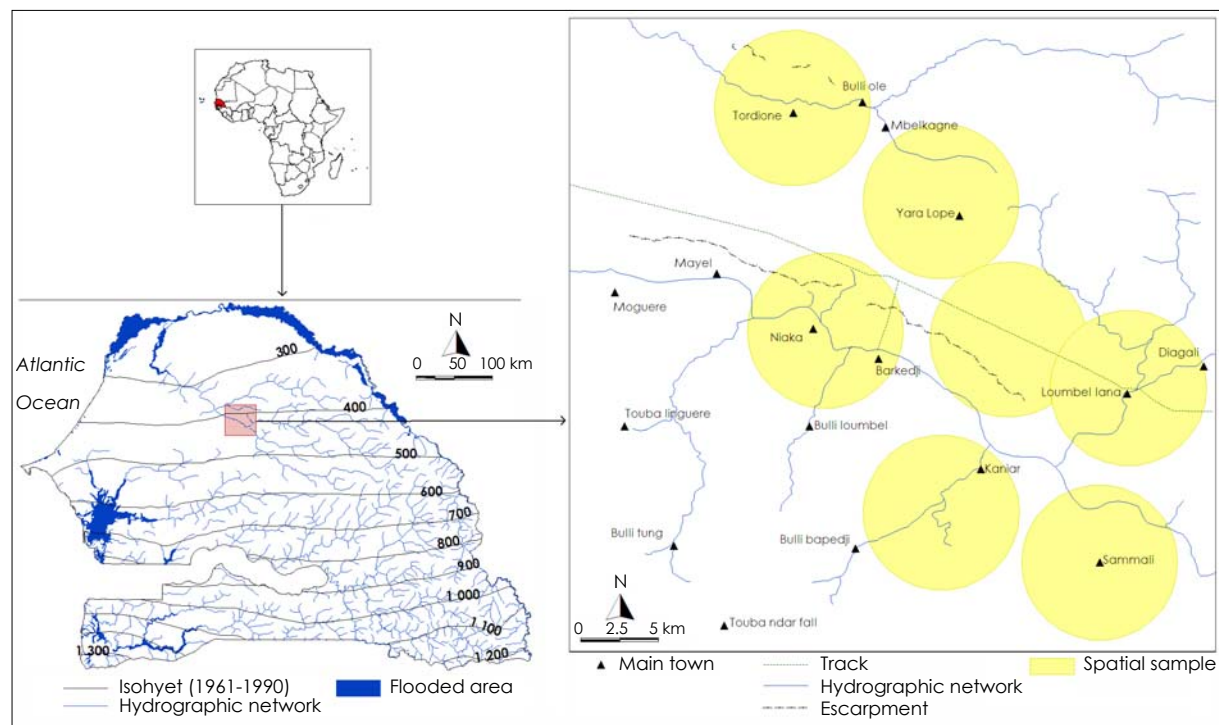 Atlantic
Ocean
N
0 50 100 km
300
400
500
600
700
800
900
1 000
1 100
1 200
1 300
Isohyet (1961-1990)
Flooded area
Hydrographic network
Bulli ole
Tordione
Mbelkagne
Yara Lope
Mayel
Moguere
Niaka
Barkedji
Diagali
Loumbel lana
Touba linguere
Bulli loumbel
Kaniar
Bulli tung
Bulli bapedji
Sammali
N
0 2.5 5 km
Touba ndar fall
Main town
Track
Spatial sample
Hydrographic network
Escarpment